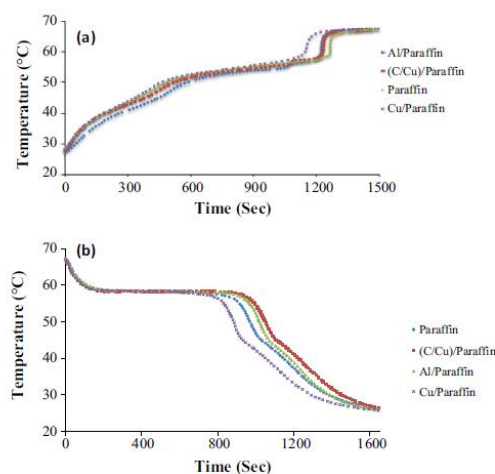 (a)
Temperature (°C)
70
60
50
40
30
20
0
300
600
900
1200
1500
Time (Sec)
Al/Paraffin
(C/Cu)/Paraffin
Paraffin
Cu/Paraffin
(b)
Temperature (°C)
70
60
50
40
30
20
0
400
800
1200
1600
Time (Sec)
Paraffin
(C/Cu)/Paraffin
Al/Paraffin
Cu/Paraffin